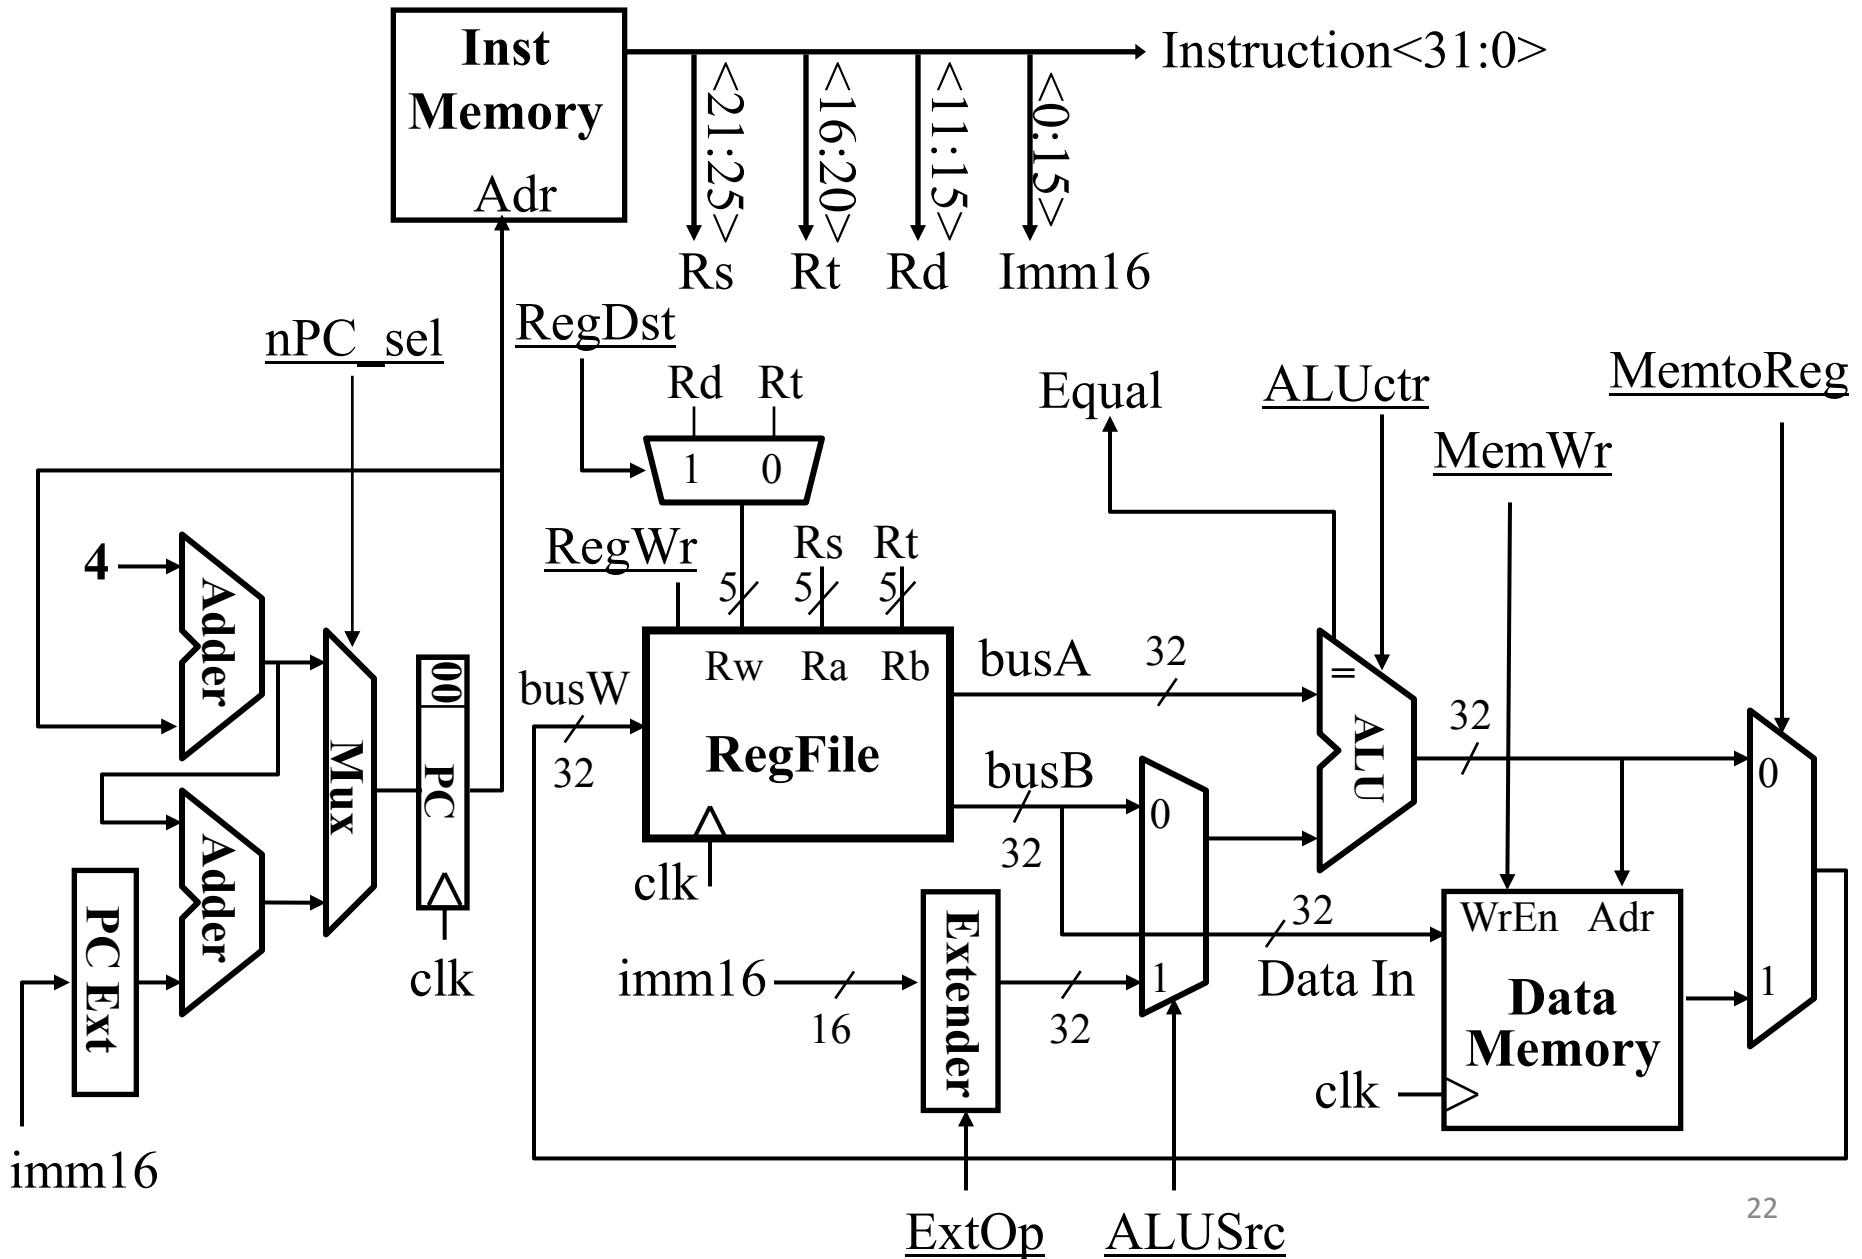 Inst
Memory
Adr
Instruction<31:0>
<21:25>
<16:20>
<11:15>
<0:15>
Rs
Rt
Rd
Imm16
nPC_sel
RegDst
Rd
Rt
1
0
Equal
ALUctr
MemWr
MemtoReg
4
Adder
RegWr
5
Rs
5
Rt
5
Mux
00
PC
busW
32
Rw
Ra
Rb
RegFile
clk
busA
32
busB
32
=
ALU
32
0
1
0
1
Adder
PC Ext
imm16
clk
imm16
16
Extender
32
32
Data In
WrEn
Adr
Data
Memory
clk
ExtOp
ALUSrc
22